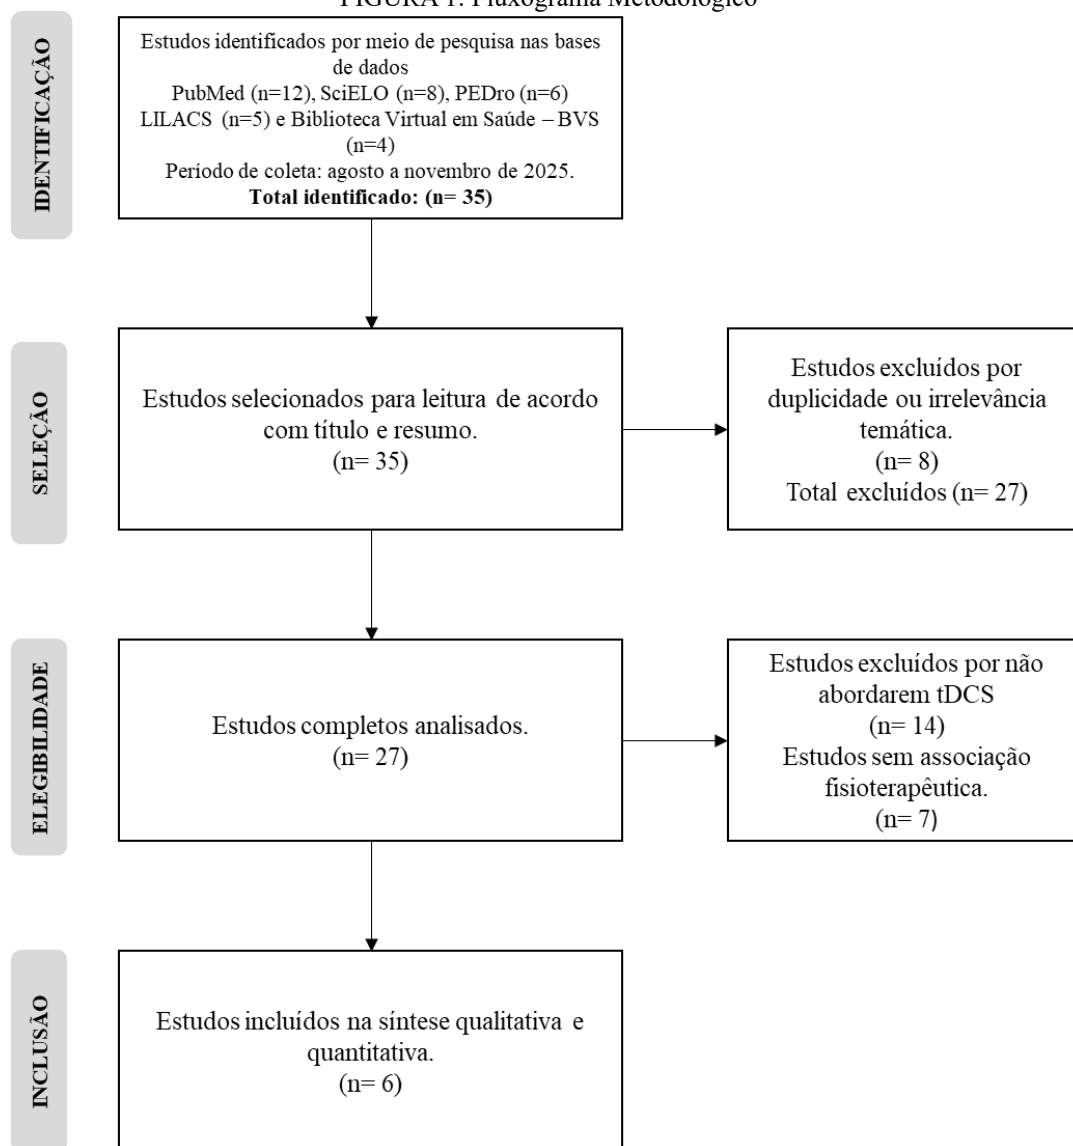 FIGURA 1: Fluxograma Metodológico
IDENTIFICAÇÃO
Estudos identificados por meio de pesquisa nas bases
de dados
PubMed (n=12), SciELO (n=8), PEDro (n=6)
LILACS (n=5) e Biblioteca Virtual em Saúde – BVS
(n=4)
Período de coleta: agosto a novembro de 2025.
Total identificado: (n= 35)
SELEÇÃO
Estudos selecionados para leitura de acordo
com título e resumo.
(n= 35)
Estudos excluídos por
duplicidade ou irrelevância
temática.
(n= 8)
Total excluídos (n= 27)
ELEGIBILIDADE
Estudos completos analisados.
(n= 27)
Estudos excluídos por não
abordarem tDCS
(n= 14)
Estudos sem associação
fisioterapêutica.
(n= 7)
INCLUSÃO
Estudos incluídos na síntese qualitativa e
quantitativa.
(n= 6)